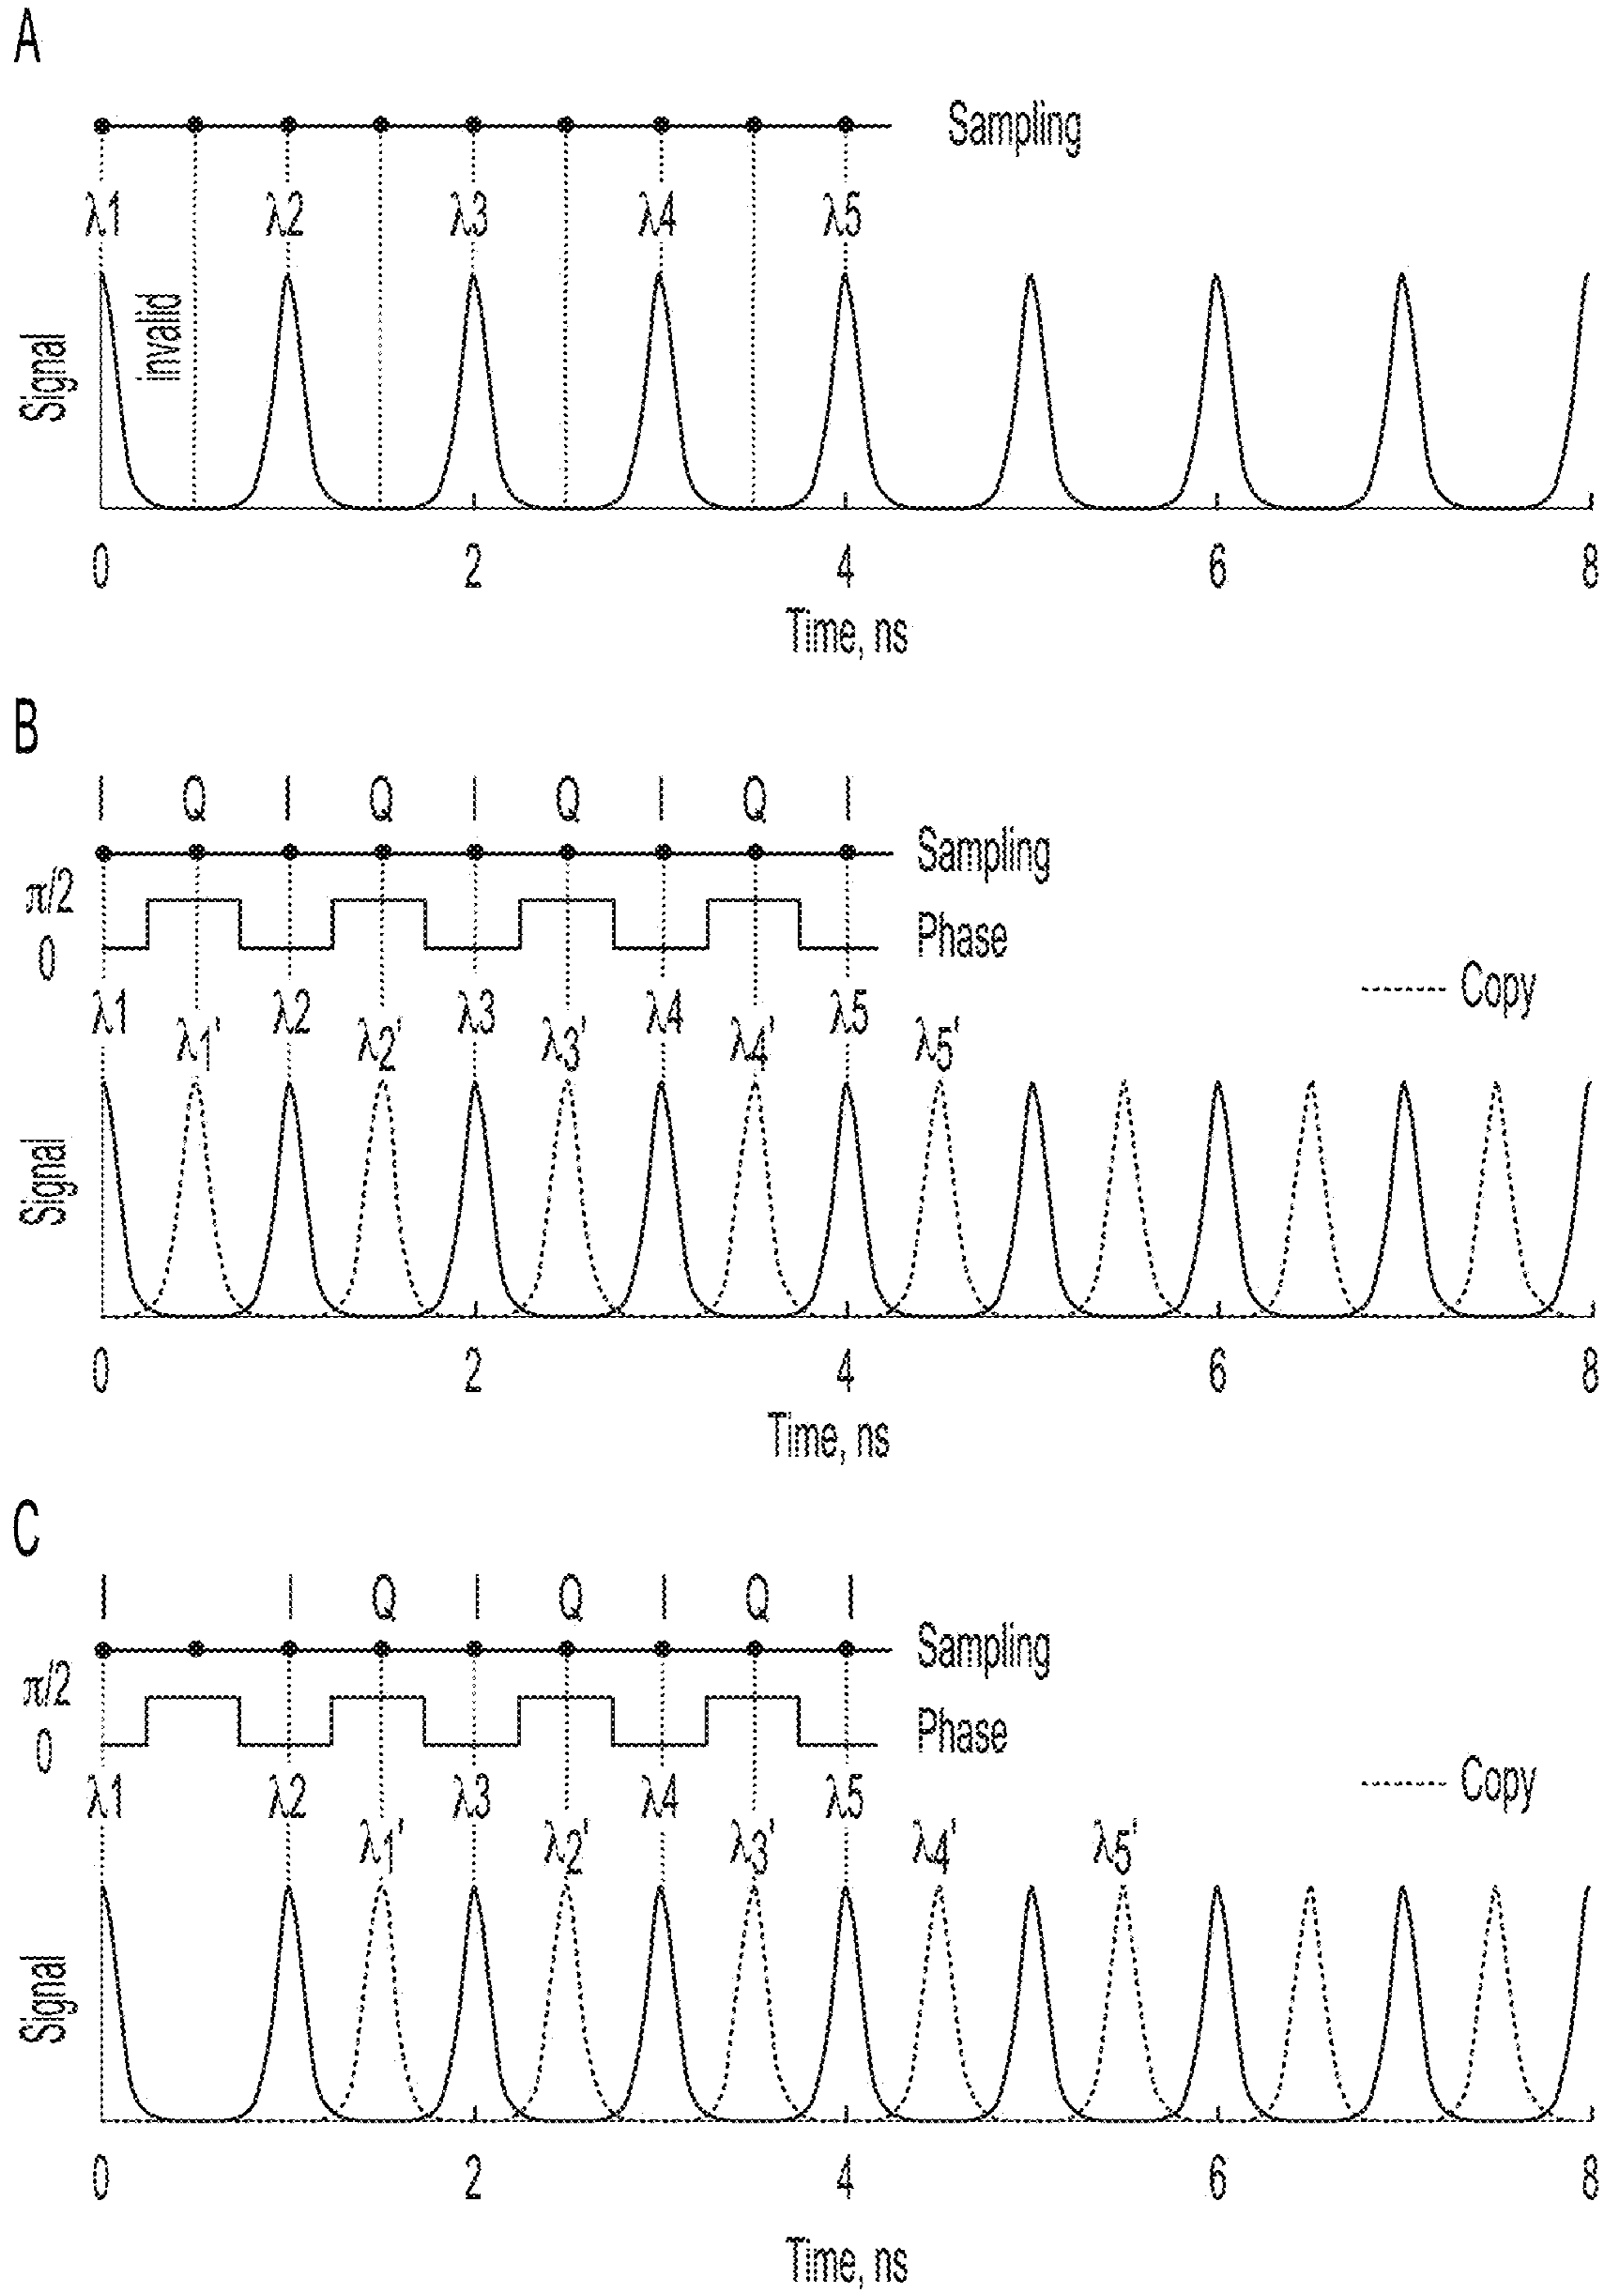 A
Sampling
λ1 λ2 λ3 λ4 λ5
invalid
Signal
0 2 4 6 8
Time, ns
B
I Q I Q I Q I Q I
Sampling
π/2
0
Phase
Copy
λ1 λ2 λ3 λ4 λ5
λ1' λ2' λ3' λ4' λ5'
Signal
0 2 4 6 8
Time, ns
C
I I Q I Q I Q I
Sampling
π/2
0
Phase
Copy
λ1 λ2 λ3 λ4 λ5
λ1' λ2' λ3' λ4' λ5'
Signal
0 2 4 6 8
Time, ns